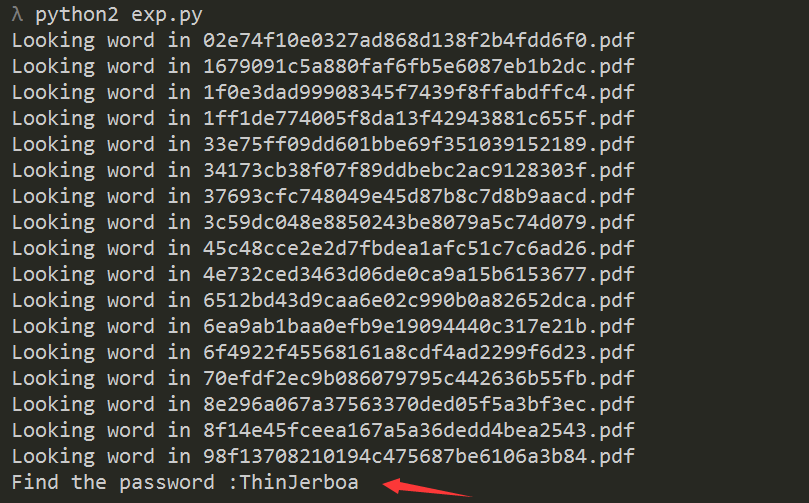 λ python2 exp.py
Looking word in 02e74f10e0327ad868d138f2b4fdd6f0.pdf
Looking word in 1679091c5a880faf6fb5e6087eb1b2dc.pdf
Looking word in 1f0e3dad99908345f7439f8ffabdffc4.pdf
Looking word in 1ff1de774005f8da13f42943881c655f.pdf
Looking word in 33e75ff09dd601bbe69f351039152189.pdf
Looking word in 34173cb38f07f89ddbebc2ac9128303f.pdf
Looking word in 37693cfc748049e45d87b8c7d8b9aacd.pdf
Looking word in 3c59dc048e8850243be8079a5c74d079.pdf
Looking word in 45c48cce2e2d7fbdea1afc51c7c6ad26.pdf
Looking word in 4e732ced3463d06de0ca9a15b6153677.pdf
Looking word in 6512bd43d9caa6e02c990b0a82652dca.pdf
Looking word in 6ea9ab1baa0efb9e19094440c317e21b.pdf
Looking word in 6f4922f45568161a8cdf4ad2299f6d23.pdf
Looking word in 70efdf2ec9b086079795c442636b55fb.pdf
Looking word in 8e296a067a37563370ded05f5a3bf3ec.pdf
Looking word in 8f14e45fceea167a5a36dedd4bea2543.pdf
Looking word in 98f13708210194c475687be6106a3b84.pdf
Find the password :ThinJerboa